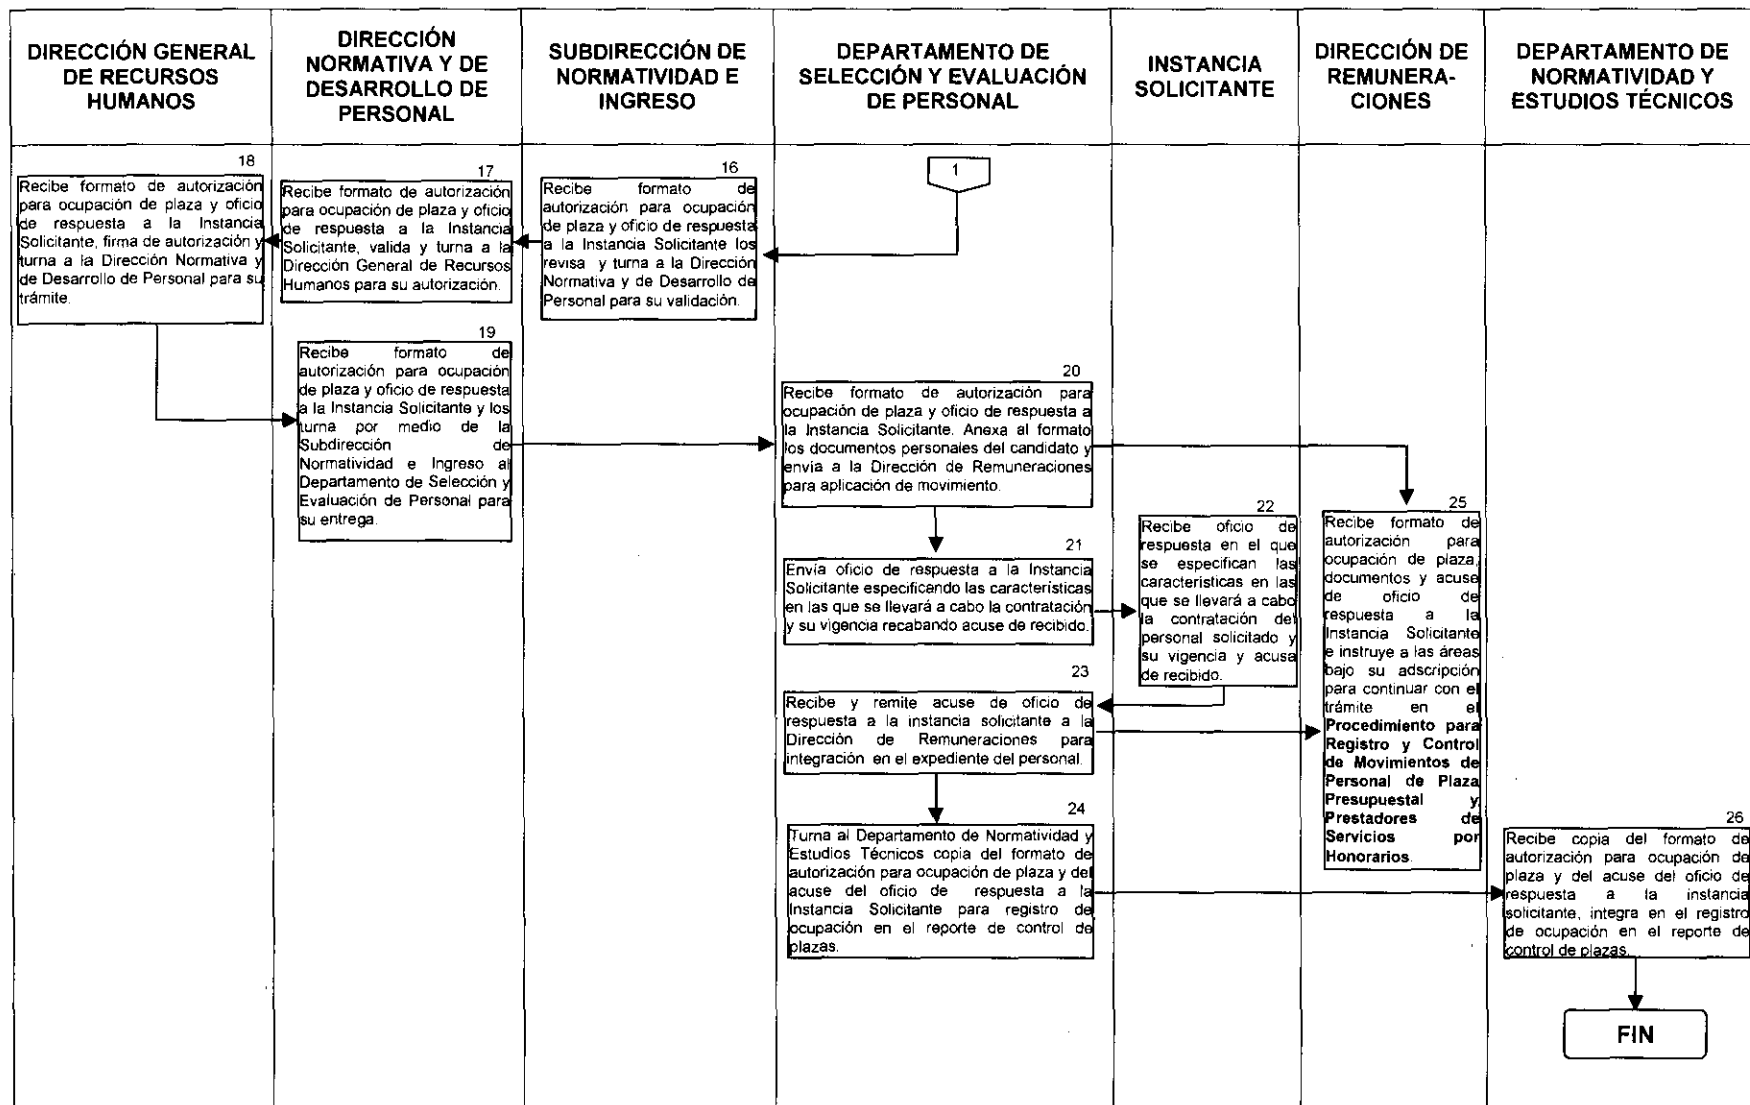 DIRECCIÓN GENERAL
DE RECURSOS
HUMANOS
DIRECCIÓN
NORMATIVA Y DE
DESARROLLO DE
PERSONAL
SUBDIRECCIÓN DE
NORMATIVIDAD E
INGRESO
DEPARTAMENTO DE
SELECCIÓN Y EVALUACIÓN
DE PERSONAL
INSTANCIA
SOLICITANTE
DIRECCIÓN DE
REMUNERA-
CIONES
DEPARTAMENTO DE
NORMATIVIDAD Y
ESTUDIOS TÉCNICOS
1
16
Recibe formato de
autorización para ocupación
de plaza y oficio de respuesta
a la Instancia Solicitante los
revisa y turna a la Dirección
Normativa y de Desarrollo de
Personal para su validación.
17
Recibe formato de autorización
para ocupación de plaza y oficio
de respuesta a la Instancia
Solicitante, valida y turna a la
Dirección General de Recursos
Humanos para su autorización.
18
Recibe formato de autorización
para ocupación de plaza y oficio
de respuesta a la Instancia
Solicitante, firma de autorización y
turna a la Dirección Normativa y
de Desarrollo de Personal para su
trámite.
19
Recibe formato de
autorización para ocupación
de plaza y oficio de respuesta
a la Instancia Solicitante y los
turna por medio de la
Subdirección de
Normatividad e Ingreso al
Departamento de Selección y
Evaluación de Personal para
su entrega.
20
Recibe formato de autorización para
ocupación de plaza y oficio de respuesta a
la Instancia Solicitante. Anexa al formato
los documentos personales del candidato y
envía a la Dirección de Remuneraciones
para aplicación de movimiento.
21
Envía oficio de respuesta a la Instancia
Solicitante especificando las características
en las que se llevará a cabo la contratación
y su vigencia recabando acuse de recibido.
22
Recibe oficio de
respuesta en el que
se especifican las
características en las
que se llevará a cabo
la contratación del
personal solicitado y
su vigencia y acusa
de recibido.
23
Recibe y remite acuse de oficio de
respuesta a la instancia solicitante a la
Dirección de Remuneraciones para
integración en el expediente del personal.
24
Turna al Departamento de Normatividad y
Estudios Técnicos copia del formato de
autorización para ocupación de plaza y del
acuse del oficio de respuesta a la
Instancia Solicitante para registro de
ocupación en el reporte de control de
plazas.
25
Recibe formato de
autorización para
ocupación de plaza,
documentos y acuse
de oficio de
respuesta a la
Instancia Solicitante
e instruye a las áreas
bajo su adscripción
para continuar con el
trámite en el
Procedimiento para
Registro y Control
de Movimientos de
Personal de Plaza
Presupuestal y
Prestadores de
Servicios por
Honorarios.
26
Recibe copia del formato de
autorización para ocupación de
plaza y del acuse del oficio de
respuesta a la instancia
solicitante, integra en el registro
de ocupación en el reporte de
control de plazas.
FIN